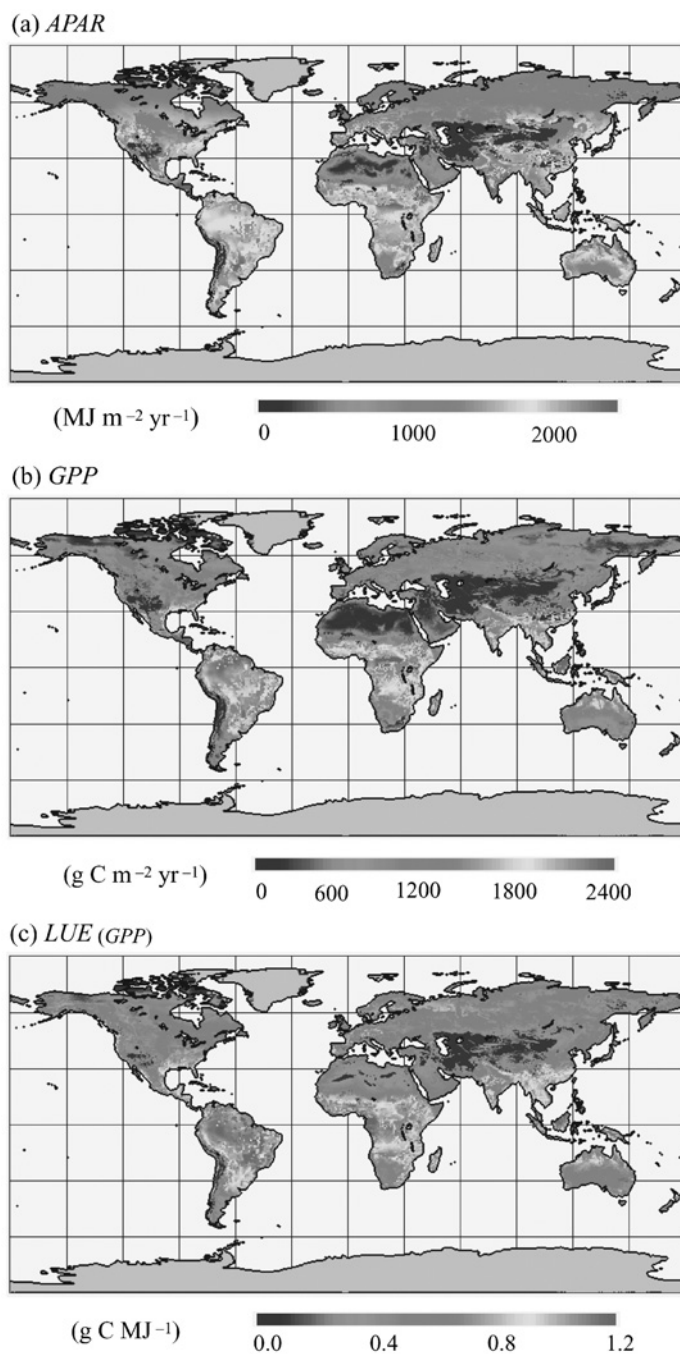 (a) APAR
(MJ m⁻² yr⁻¹)
0 1000 2000
(b) GPP
(g C m⁻² yr⁻¹)
0 600 1200 1800 2400
(c) LUE (GPP)
(g C MJ⁻¹)
0.0 0.4 0.8 1.2